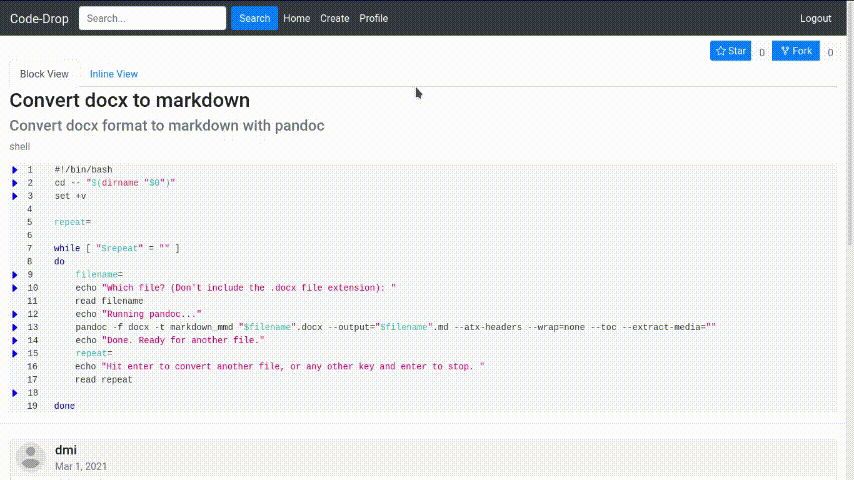 Code-Drop Search... Search Home Create Profile Logout
Star 0 Fork 0
Block View Inline View
Convert docx to markdown
Convert docx format to markdown with pandoc
shell
1 #!/bin/bash
2 cd -- "$(dirname "$0")"
3 set +v
4
5 repeat=
6
7 while [ "$repeat" = "" ]
8 do
9 filename=
10 echo "Which file? (Don't include the .docx file extension): "
11 read filename
12 echo "Running pandoc..."
13 pandoc -f docx -t markdown_mmd "$filename".docx --output="$filename".md --atx-headers --wrap=none --toc --extract-media=""
14 echo "Done. Ready for another file."
15 repeat=
16 echo "Hit enter to convert another file, or any other key and enter to stop. "
17 read repeat
18
19 done
dmi
Mar 1, 2021